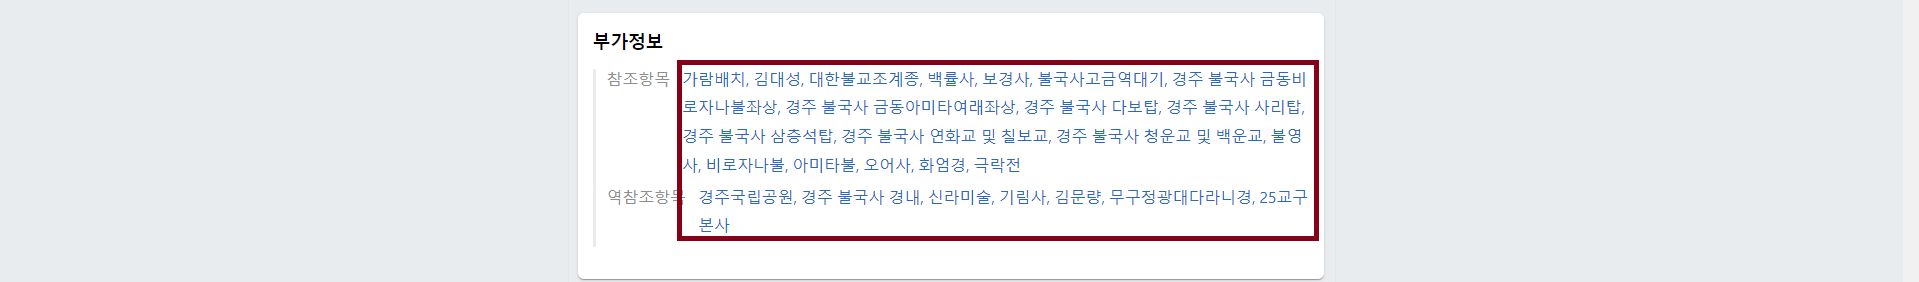 부가정보
참조항목 가람배치, 김대성, 대한불교조계종, 백률사, 보경사, 불국사고금역대기, 경주 불국사 금동비
로자나불좌상, 경주 불국사 금동아미타여래좌상, 경주 불국사 다보탑, 경주 불국사 사리탑,
경주 불국사 삼층석탑, 경주 불국사 연화교 및 칠보교, 경주 불국사 청운교 및 백운교, 불영
사, 비로자나불, 아미타불, 오어사, 화엄경, 극락전
역참조항목 경주국립공원, 경주 불국사 경내, 신라미술, 기림사, 김문량, 무구정광대다라니경, 25교구
본사